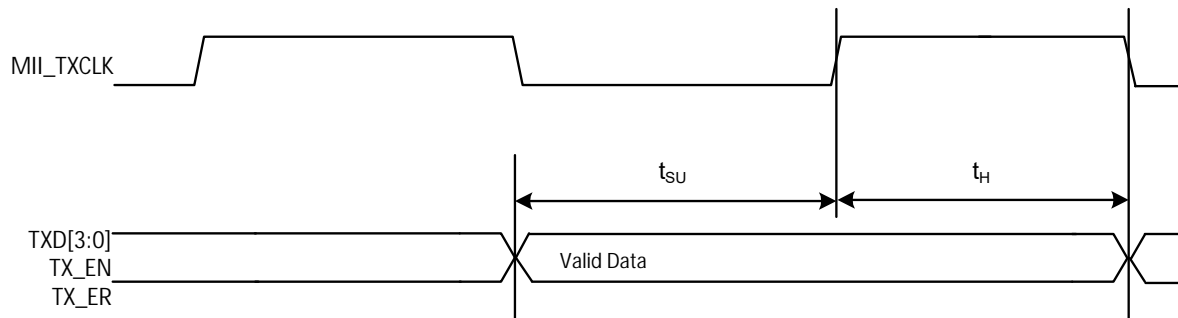 MII_TXCLK
tSU
tH
TXD[3:0]
TX_EN
TX_ER
Valid Data